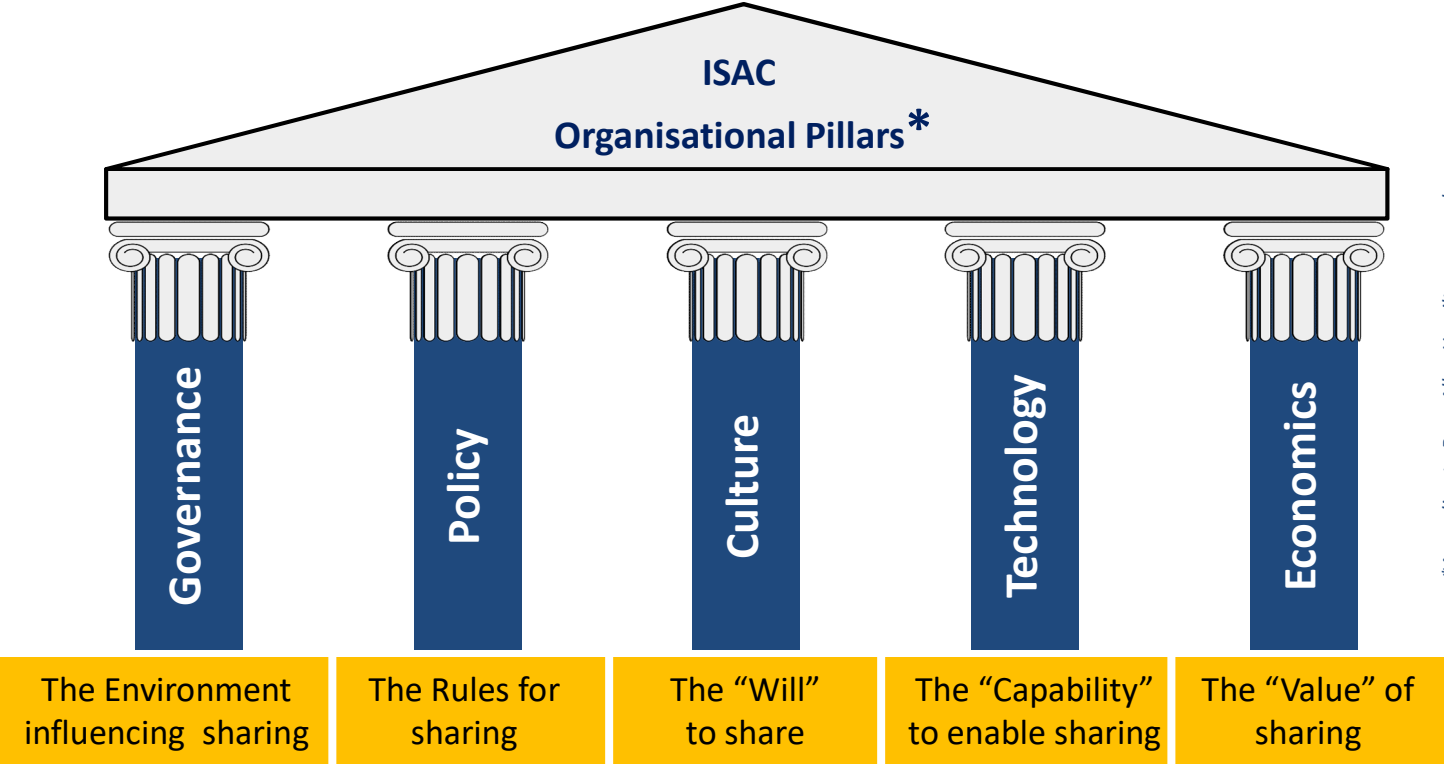 ISAC
Organisational Pillars*
Governance
Policy
Culture
Technology
Economics
The Environment
influencing sharing
The Rules for
sharing
The “Will”
to share
The “Capability”
to enable sharing
The “Value” of
sharing